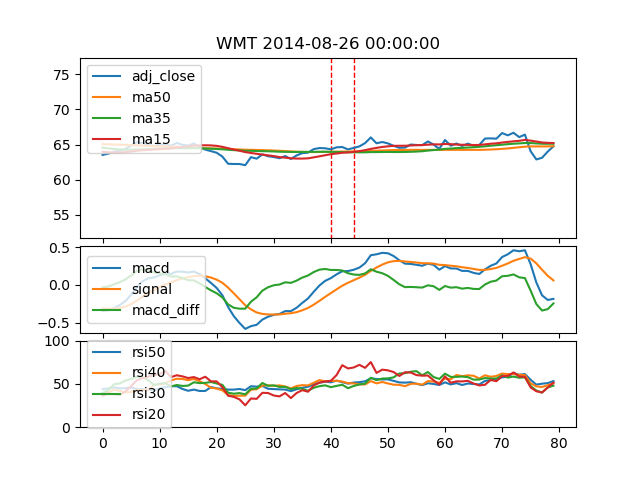 WMT 2014-08-26 00:00:00
75
70
65
60
55
adj_close
ma50
ma35
ma15
0.5
0.0
−0.5
macd
signal
macd_diff
100
50
0
rsi50
rsi40
rsi30
rsi20
0 10 20 30 40 50 60 70 80